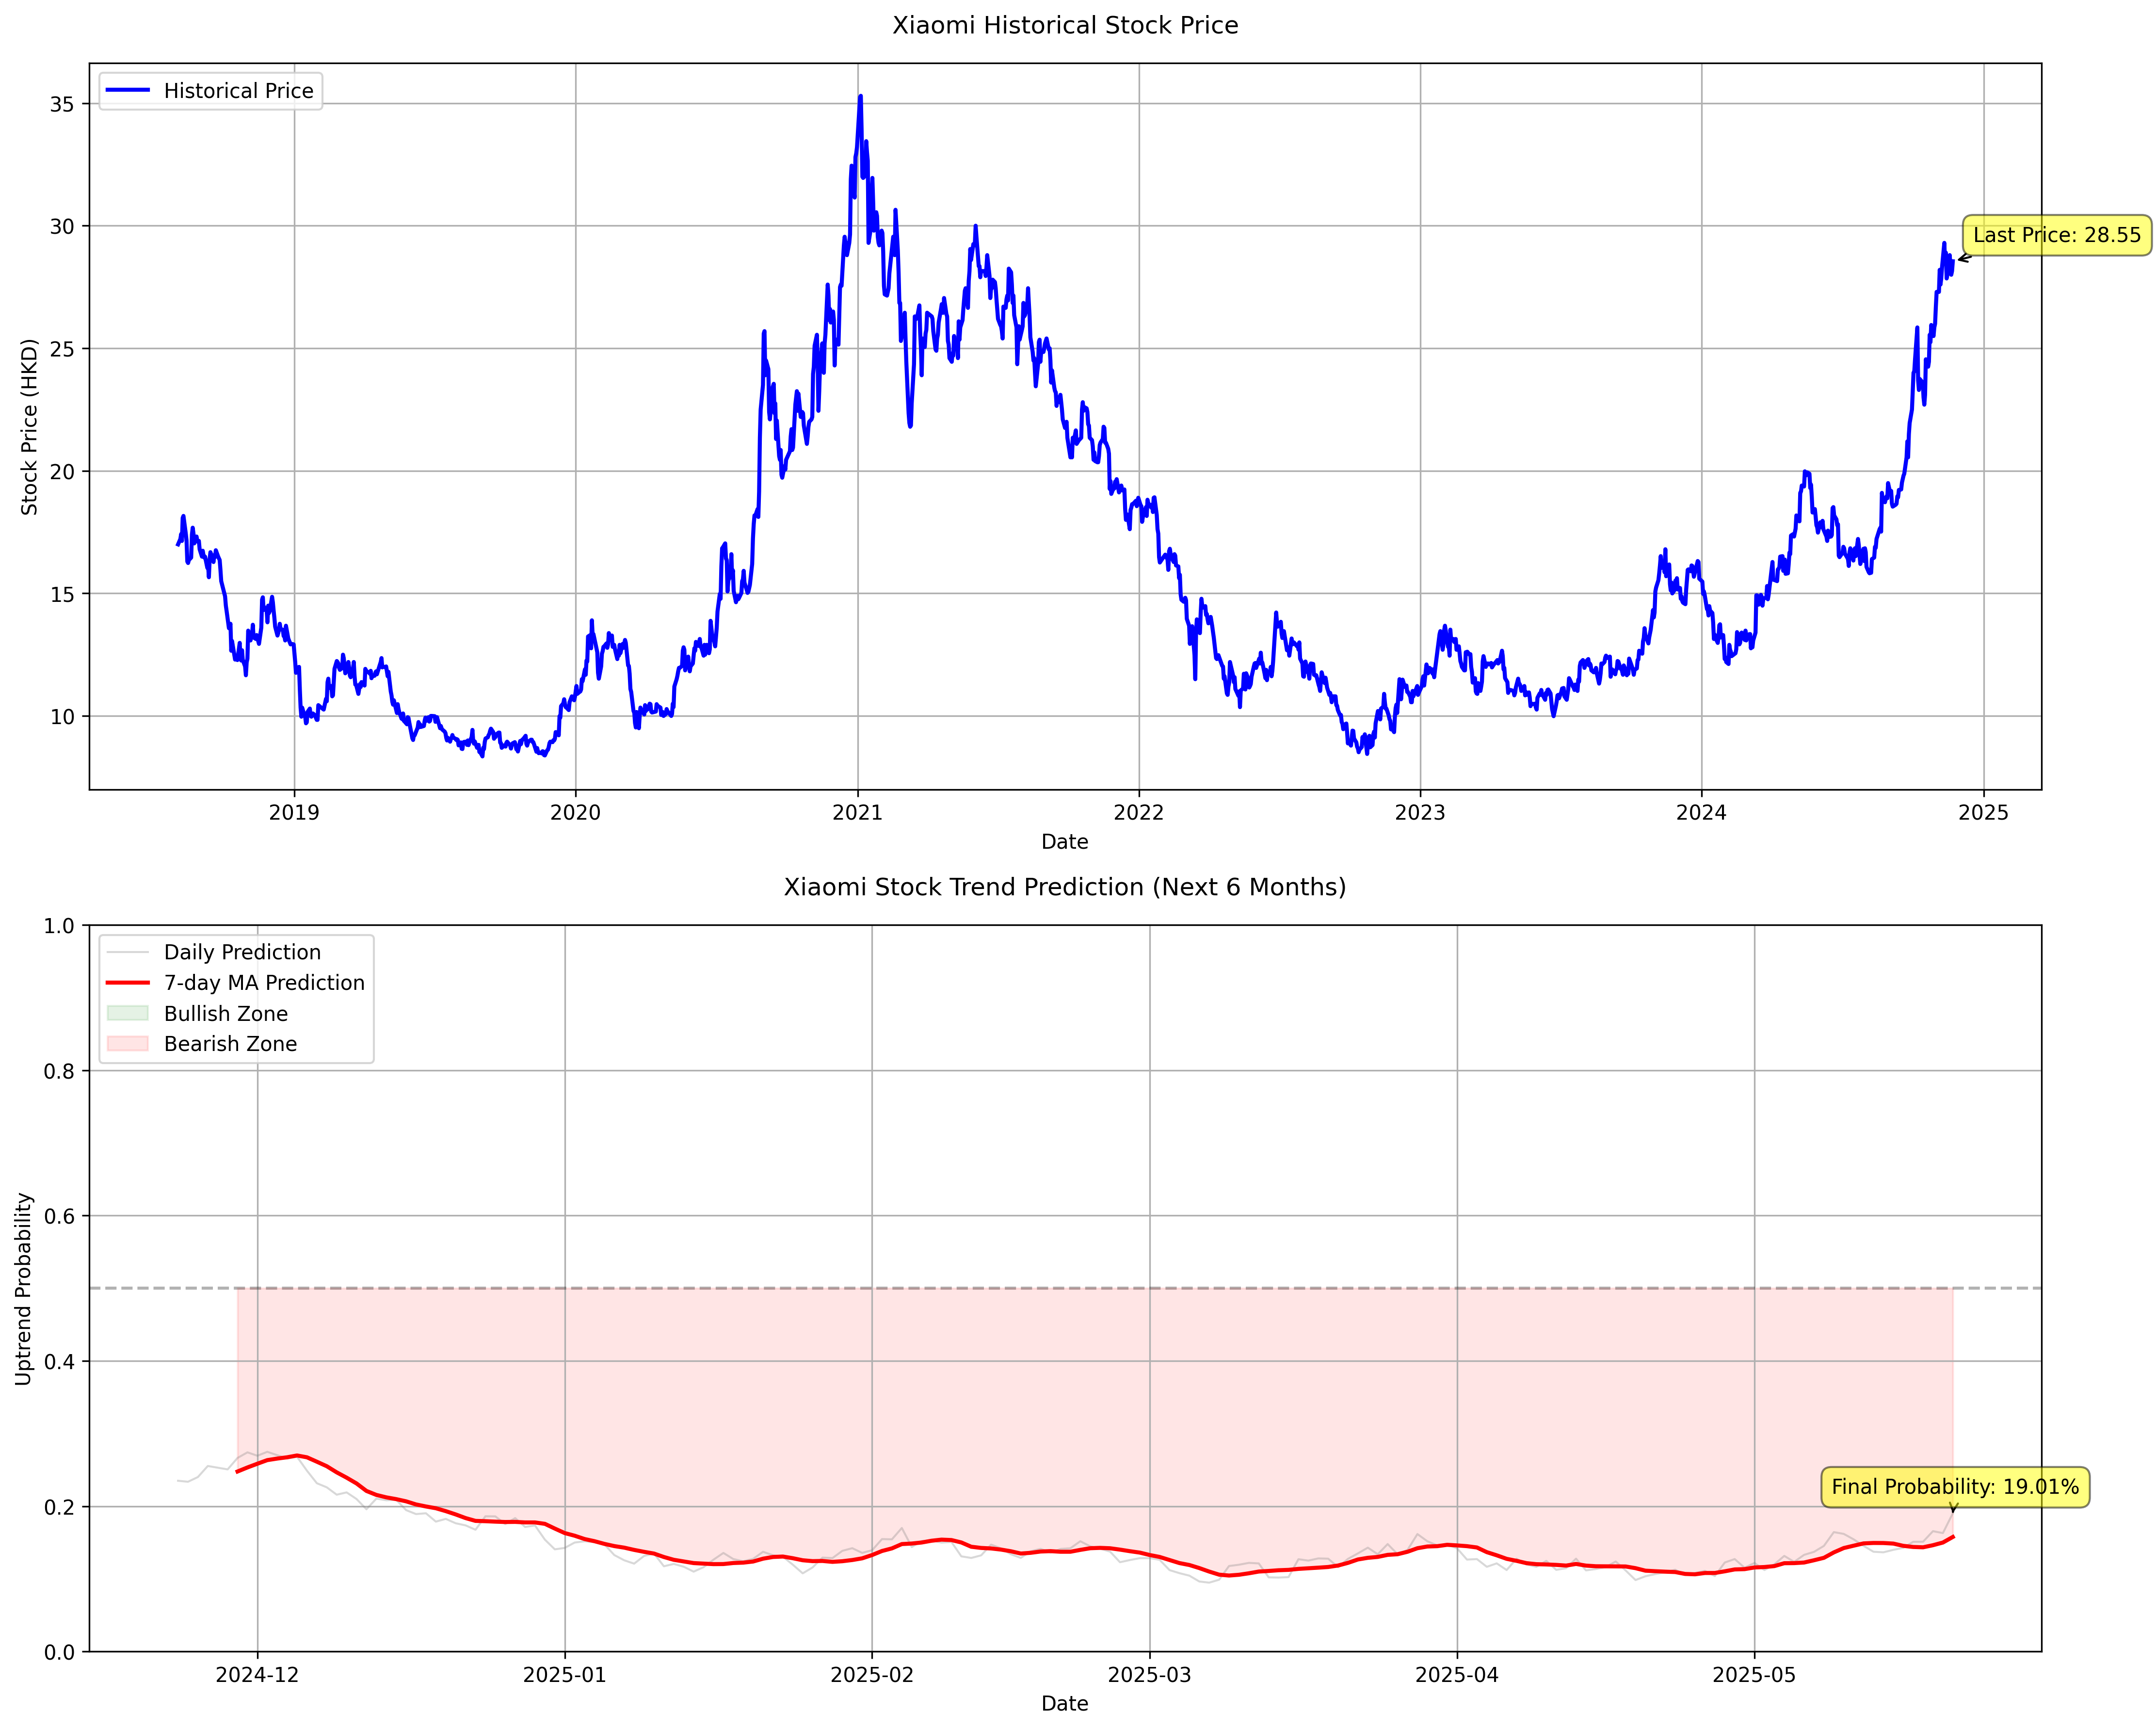 Xiaomi Historical Stock Price
Historical Price
35
30
25
20
15
10
Stock Price (HKD)
Last Price: 28.55
2019 2020 2021 2022 2023 2024 2025
Date
Xiaomi Stock Trend Prediction (Next 6 Months)
Daily Prediction
7-day MA Prediction
Bullish Zone
Bearish Zone
1.0
0.8
0.6
0.4
0.2
0.0
Uptrend Probability
Final Probability: 19.01%
2024-12 2025-01 2025-02 2025-03 2025-04 2025-05
Date